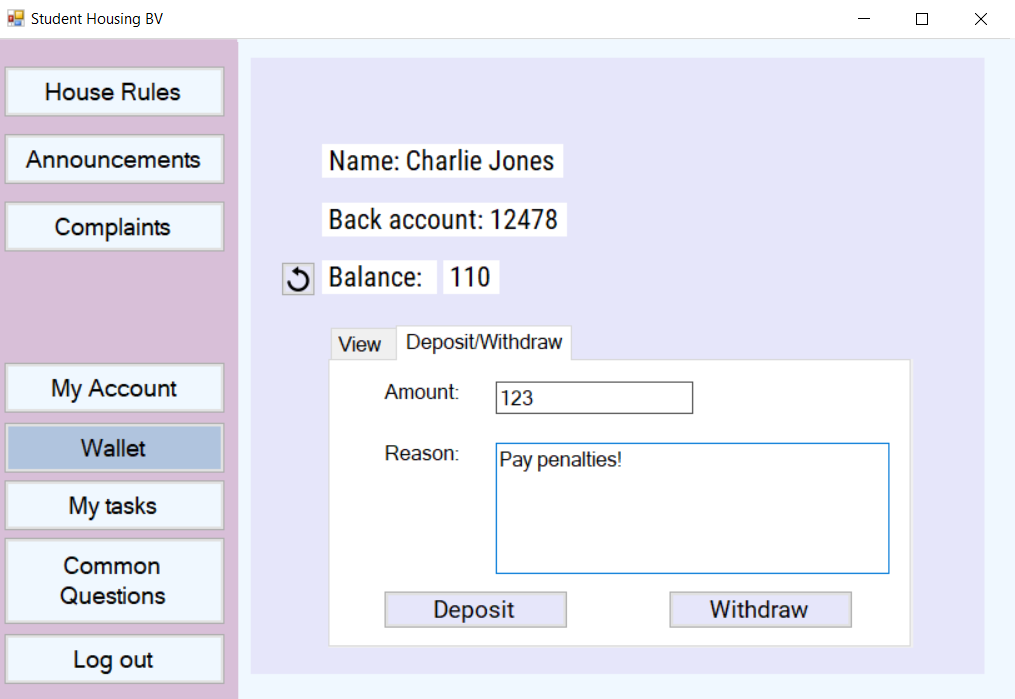 Student Housing BV
House Rules
Announcements
Complaints
My Account
Wallet
My tasks
Common
Questions
Log out
Name: Charlie Jones
Back account: 12478
Balance: 110
View Deposit/Withdraw
Amount: 123
Reason: Pay penalties!
Deposit Withdraw